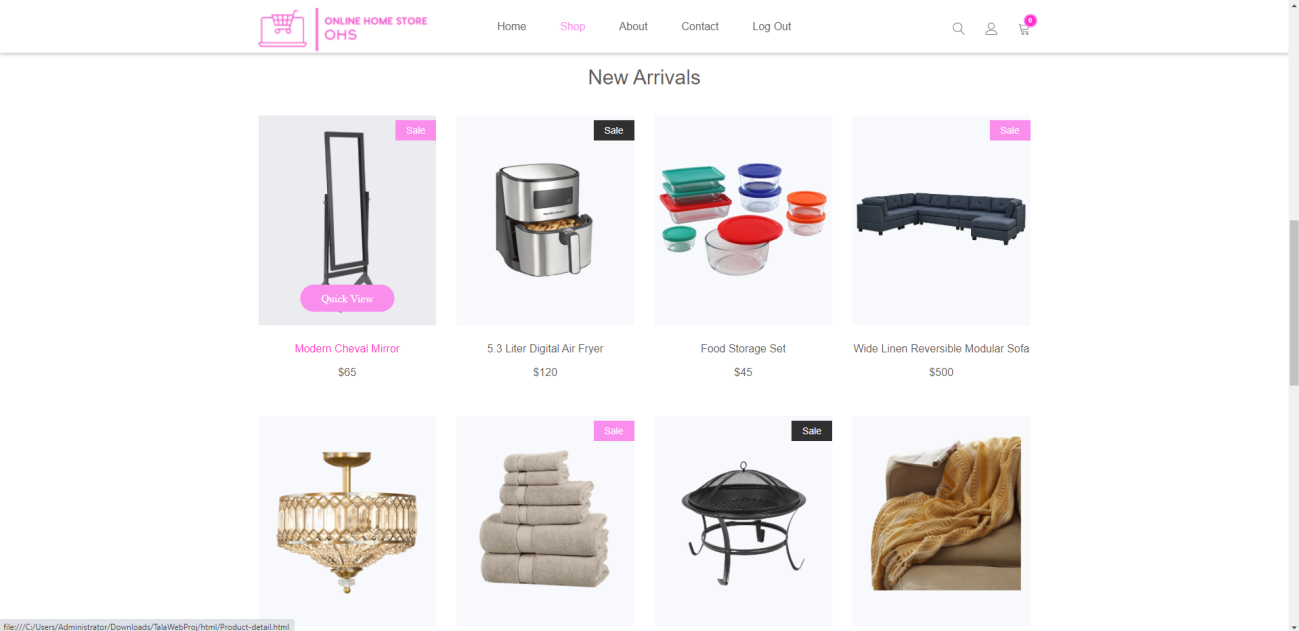 ONLINE HOME STORE
OHS
Home
Shop
About
Contact
Log Out
0
New Arrivals
Sale
Sale
Sale
Quick View
Modern Cheval Mirror
5.3 Liter Digital Air Fryer
Food Storage Set
Wide Linen Reversible Modular Sofa
$65
$120
$45
$500
Sale
Sale
file:///C:/Users/Administrator/Downloads/TalaWebProj/html/Product-detail.html